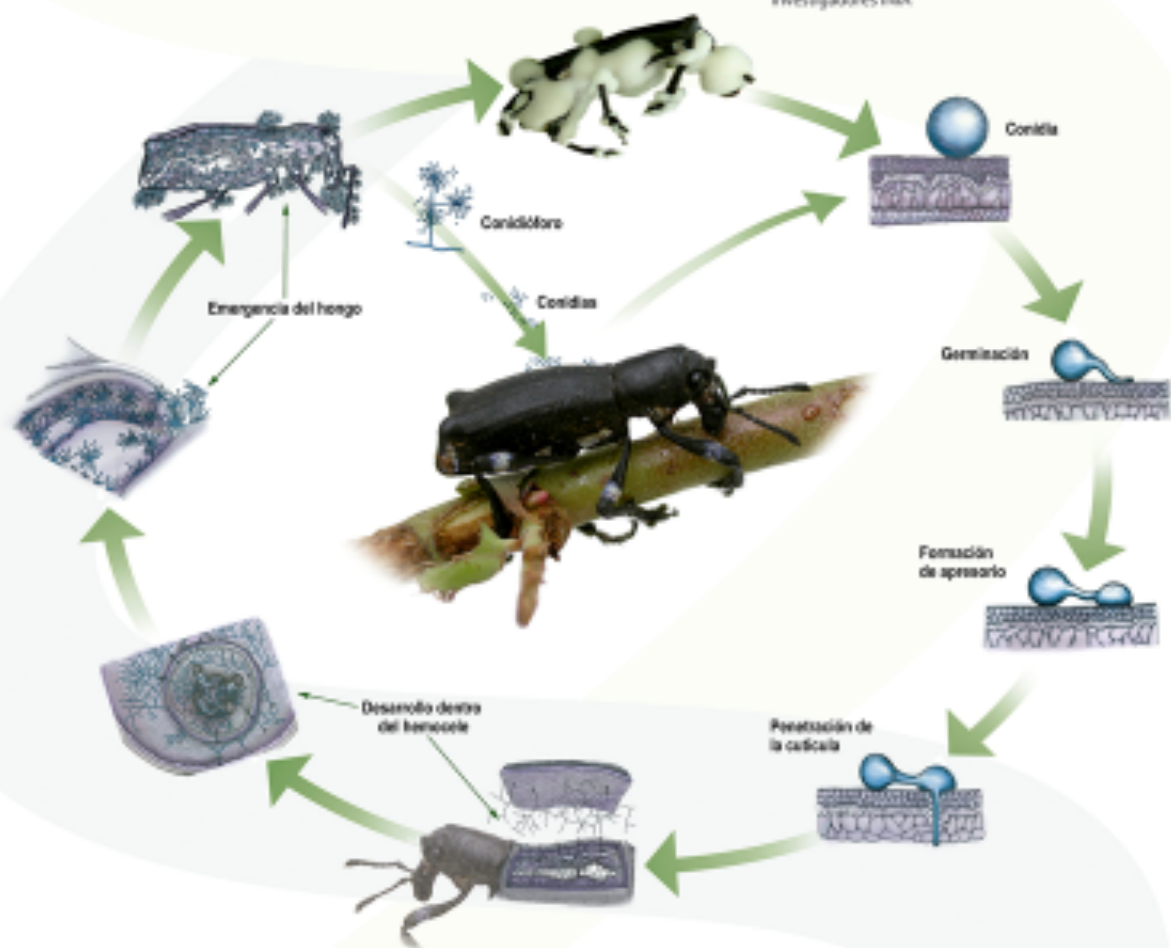 Conidia
Conidióforo
Conidias
Emergencia del hongo
Germinación
Formación
de apresorio
Penetración de
la cutícula
Desarrollo dentro
del hemocele